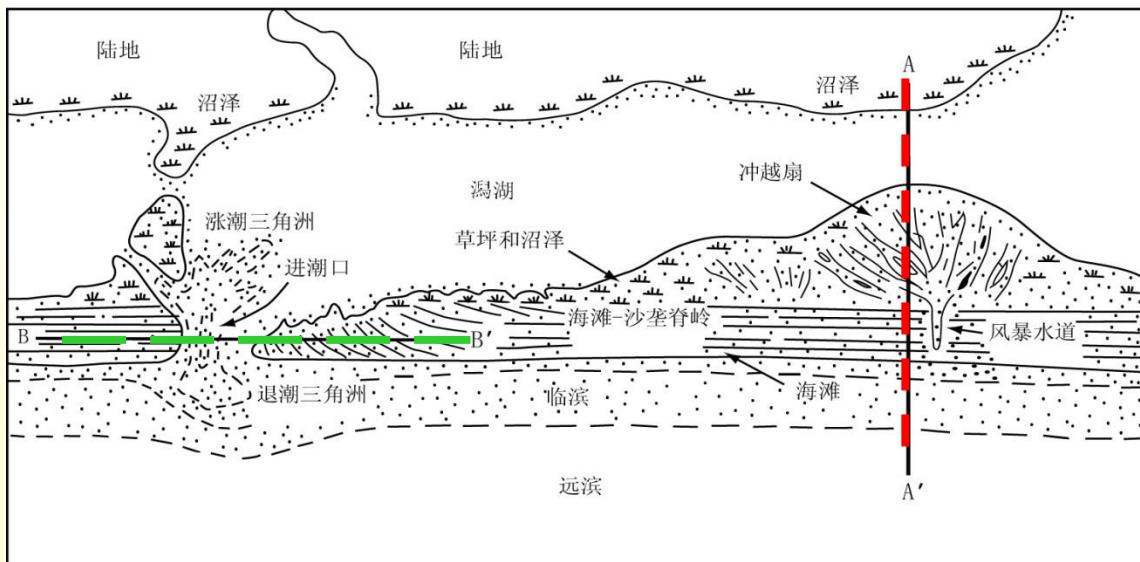 陆地
陆地
A
沼泽
沼泽
冲越扇
潟湖
涨潮三角洲
草坪和沼泽
进潮口
海滩-沙垄脊岭
B
B'
风暴水道
退潮三角洲
临滨
海滩
远滨
A'